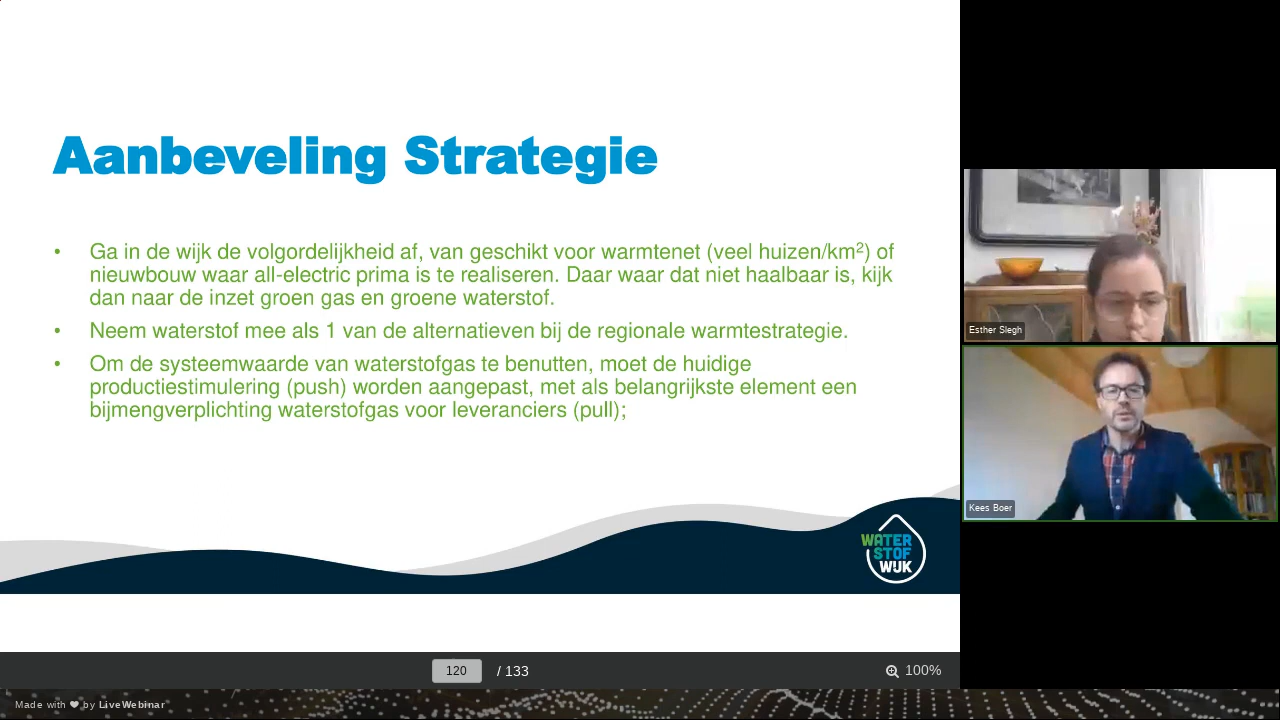 Aanbeveling Strategie
• Ga in de wijk de volgordelijkheid af, van geschikt voor warmtenet (veel huizen/km²) of
nieuwbouw waar all-electric prima is te realiseren. Daar waar dat niet haalbaar is, kijk
dan naar de inzet groen gas en groene waterstof.
• Neem waterstof mee als 1 van de alternatieven bij de regionale warmtestrategie.
• Om de systeemwaarde van waterstofgas te benutten, moet de huidige
productiestimulering (push) worden aangepast, met als belangrijkste element een
bijmengverplichting waterstofgas voor leveranciers (pull);
WATER
STOF
WIJK
120 / 133
100%
Esther Slegh
Kees Boer
Made with ❤ by LiveWebinar